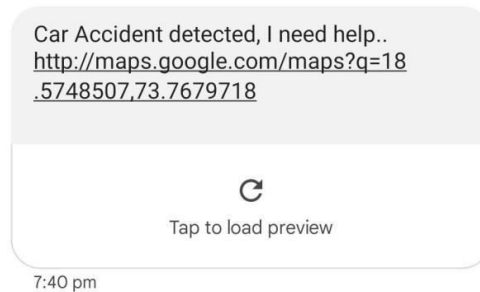 Car Accident detected, I need help..
http://maps.google.com/maps?q=18
.5748507,73.7679718
Tap to load preview
7:40 pm